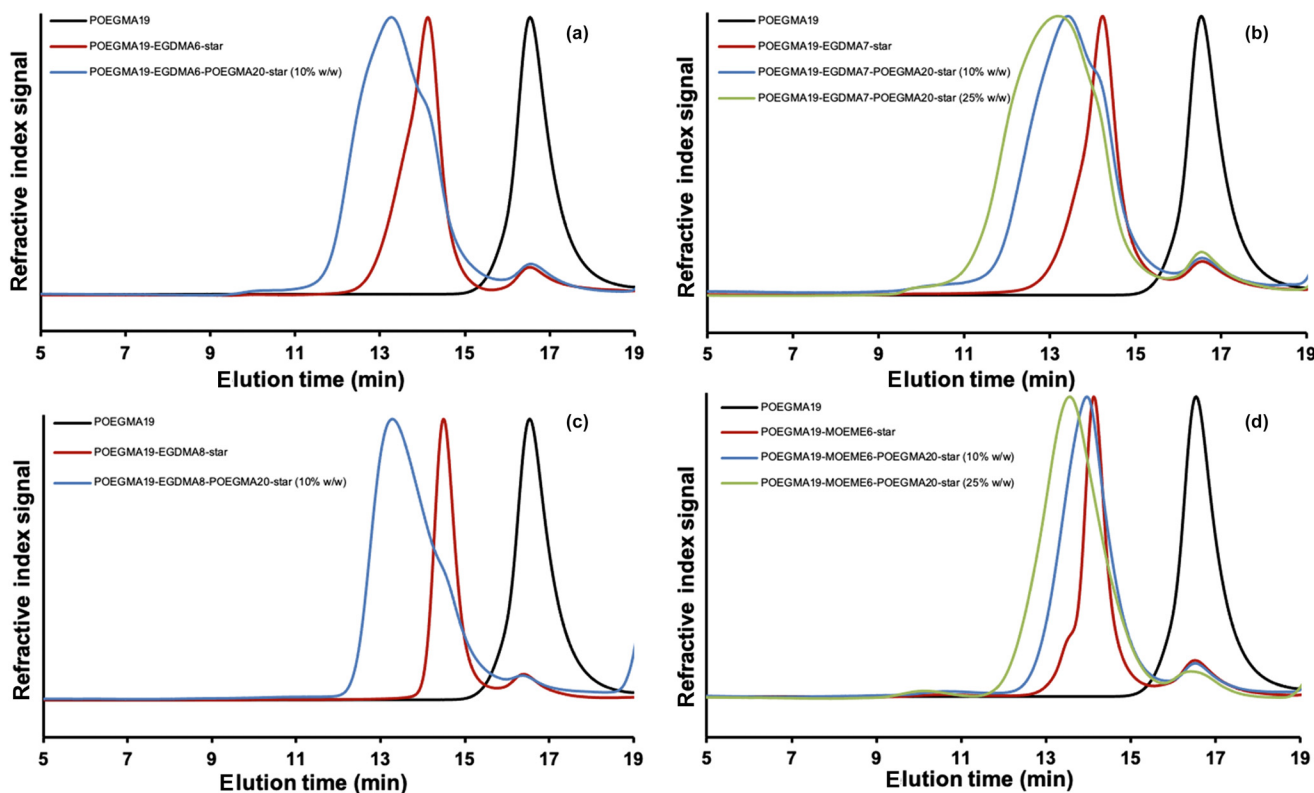 POEGMA19
POEGMA19-EGDMA6-star
POEGMA19-EGDMA6-POEGMA20-star (10% w/w)
(a)
Refractive index signal
5 7 9 11 13 15 17 19
Elution time (min)
POEGMA19
POEGMA19-EGDMA7-star
POEGMA19-EGDMA7-POEGMA20-star (10% w/w)
POEGMA19-EGDMA7-POEGMA20-star (25% w/w)
(b)
Refractive index signal
5 7 9 11 13 15 17 19
Elution time (min)
POEGMA19
POEGMA19-EGDMA8-star
POEGMA19-EGDMA8-POEGMA20-star (10% w/w)
(c)
Refractive index signal
5 7 9 11 13 15 17 19
Elution time (min)
POEGMA19
POEGMA19-MOEME6-star
POEGMA19-MOEME6-POEGMA20-star (10% w/w)
POEGMA19-MOEME6-POEGMA20-star (25% w/w)
(d)
Refractive index signal
5 7 9 11 13 15 17 19
Elution time (min)